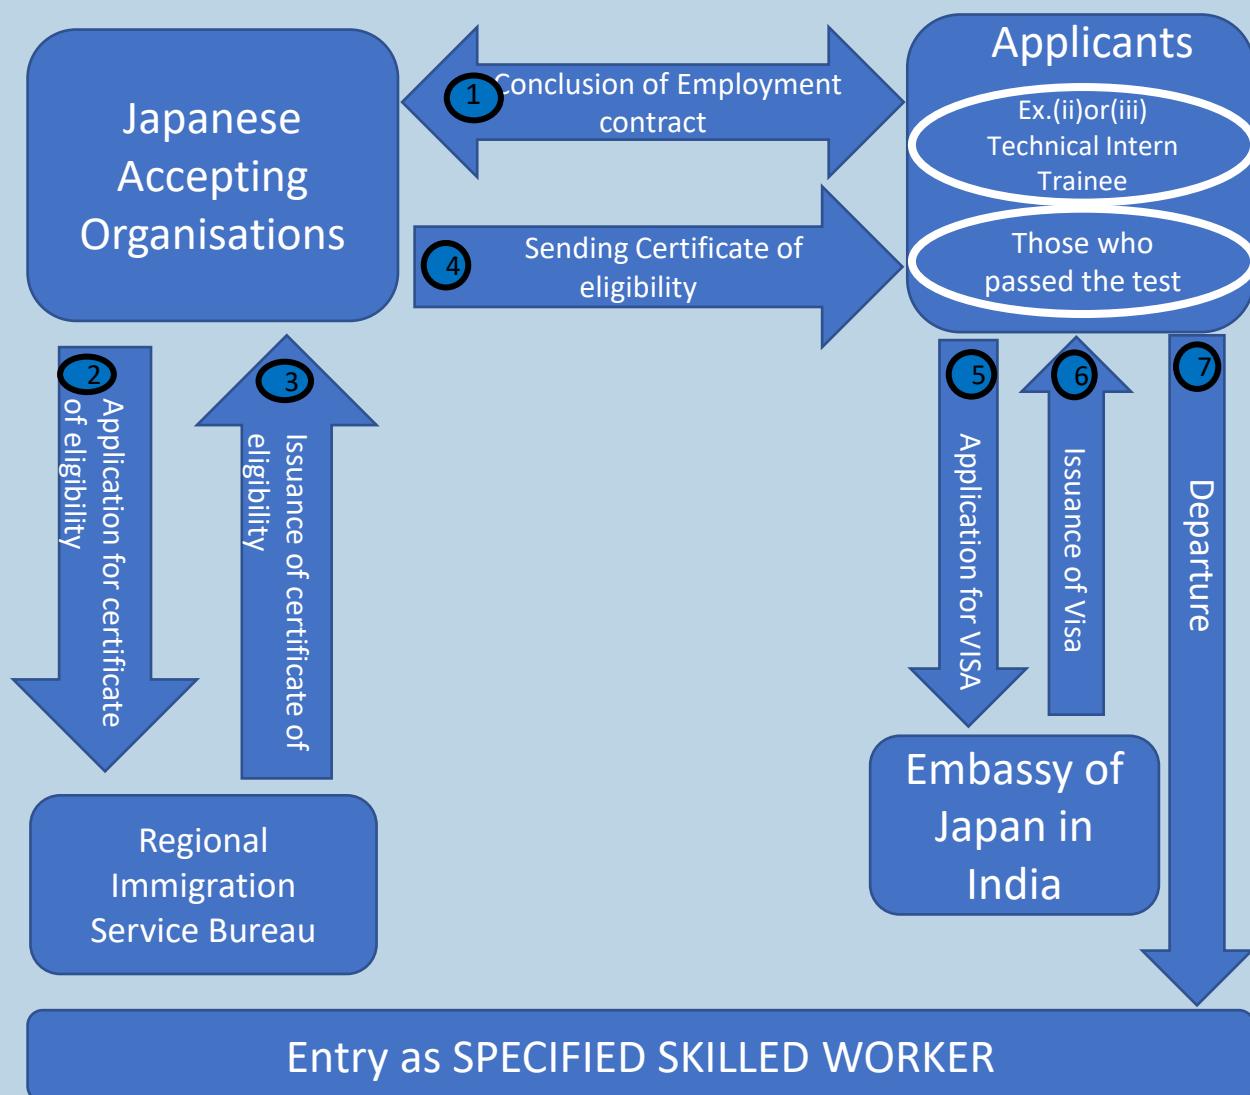 Japanese
Accepting
Organisations
1
Conclusion of Employment
contract
Applicants
Ex.(ii)or(iii)
Technical Intern
Trainee
Those who
passed the test
4
Sending Certificate of
eligibility
2
Application for certificate
of eligibility
3
Issuance of certificate of
eligibility
5
Application for VISA
6
Issuance of Visa
7
Departure
Regional
Immigration
Service Bureau
Embassy of
Japan in
India
Entry as SPECIFIED SKILLED WORKER